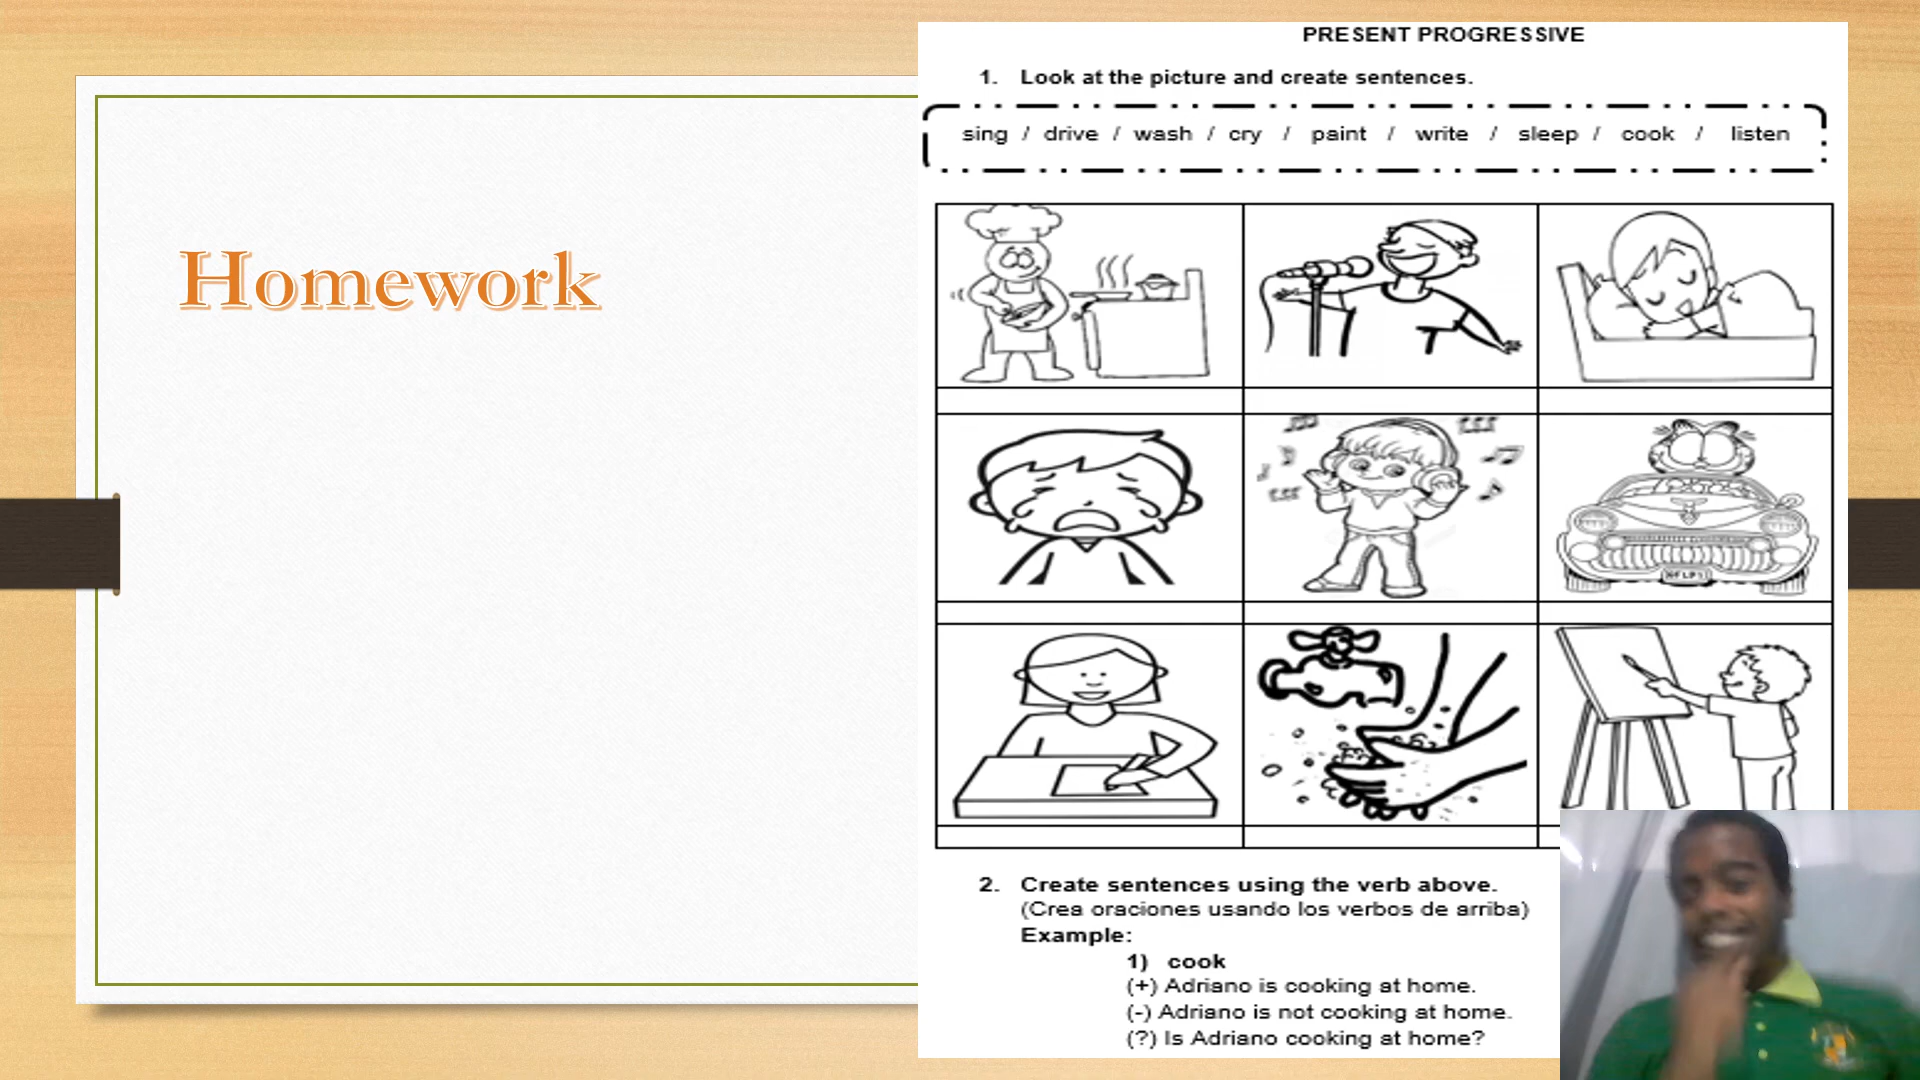 Homework
PRESENT PROGRESSIVE
1. Look at the picture and create sentences.
sing / drive / wash / cry / paint / write / sleep / cook / listen
2. Create sentences using the verb above.
(Crea oraciones usando los verbos de arriba)
Example:
1) cook
(+) Adriano is cooking at home.
(-) Adriano is not cooking at home.
(?) Is Adriano cooking at home?